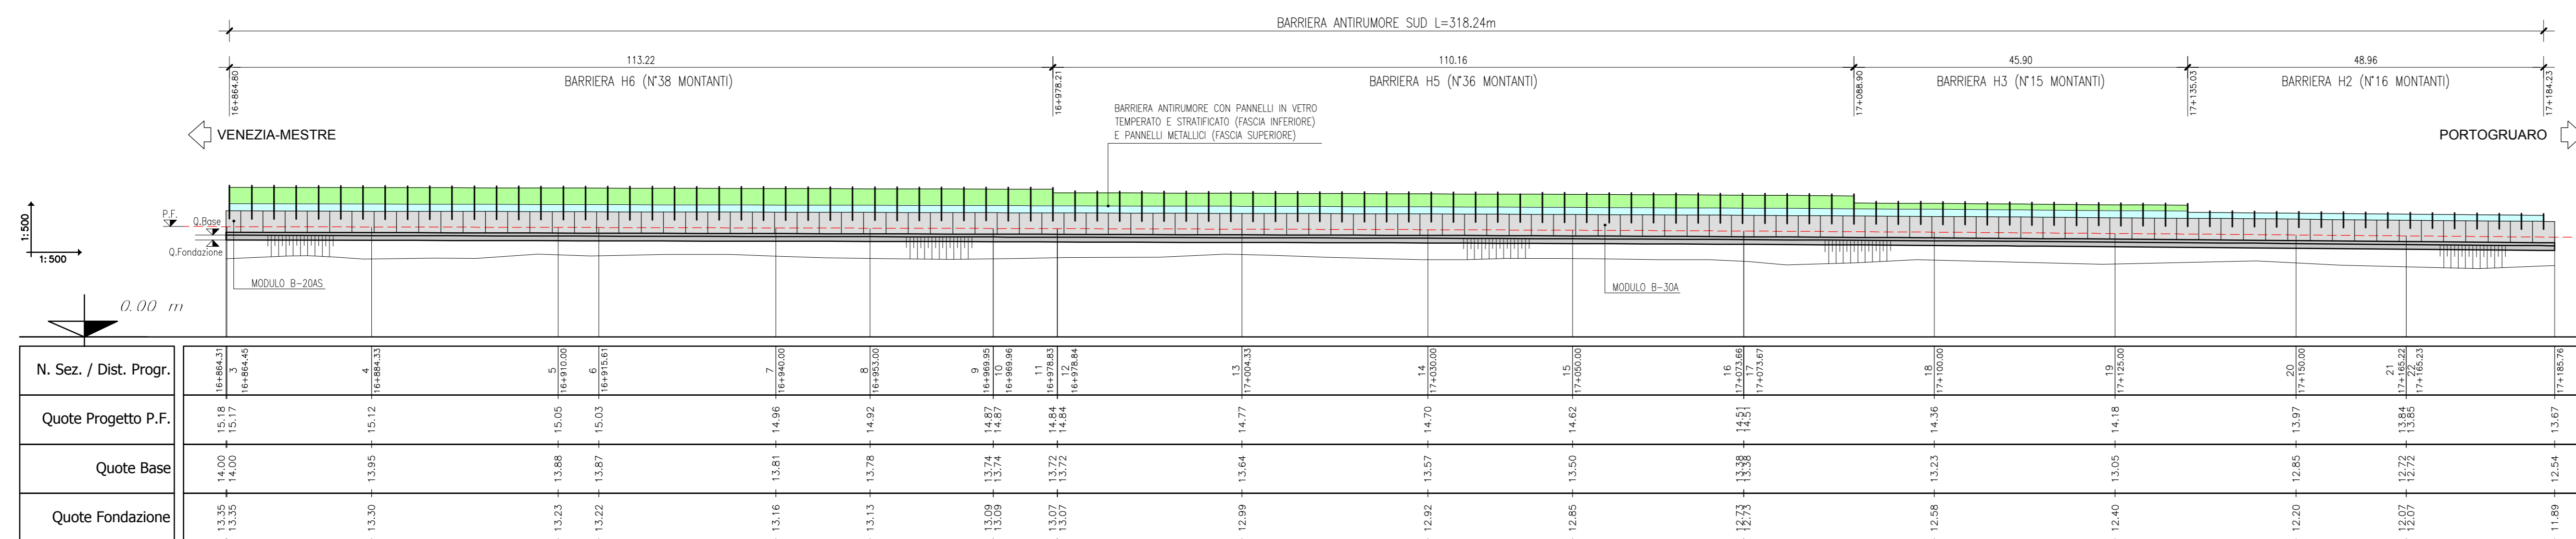 BARRIERA ANTIRUMORE SUD L=318.24m
113.22
110.16
45.90
48.96
BARRIERA H6 (N°38 MONTANTI)
BARRIERA H5 (N°36 MONTANTI)
BARRIERA H3 (N°15 MONTANTI)
BARRIERA H2 (N°16 MONTANTI)
16+864.80
16+978.21
17+088.90
17+135.03
17+184.23
BARRIERA ANTIRUMORE CON PANNELLI IN VETRO
TEMPERATO E STRATIFICATO (FASCIA INFERIORE)
E PANNELLI METALLICI (FASCIA SUPERIORE)
VENEZIA-MESTRE
PORTOGRUARO
1:500
1:500
P.F.
Q.Base
Q.Fondazione
MODULO B-20AS
MODULO B-30A
0.00 m
N. Sez. / Dist. Progr.
16+864.31
3 16+864.45
4 16+884.33
5 16+910.00
6 16+915.61
7 16+940.00
8 16+953.00
9 16+969.95
10 16+969.96
11 16+978.83
12 16+978.84
13 17+004.33
14 17+030.00
15 17+050.00
16 17+073.66
17 17+073.67
18 17+100.00
19 17+125.00
20 17+150.00
21 17+165.22
22 17+165.23
17+185.76
Quote Progetto P.F.
15.18 15.17 15.12 15.05 15.03 14.96 14.92 14.87 14.87 14.84 14.84 14.77 14.70 14.62 14.51 14.51 14.36 14.18 13.97 13.84 13.85 13.67
Quote Base
14.00 14.00 13.95 13.88 13.87 13.81 13.78 13.74 13.74 13.72 13.72 13.64 13.57 13.50 13.38 13.38 13.23 13.05 12.85 12.72 12.72 12.54
Quote Fondazione
13.35 13.35 13.30 13.23 13.22 13.16 13.13 13.09 13.09 13.07 13.07 12.99 12.92 12.85 12.73 12.73 12.58 12.40 12.20 12.07 12.07 11.89